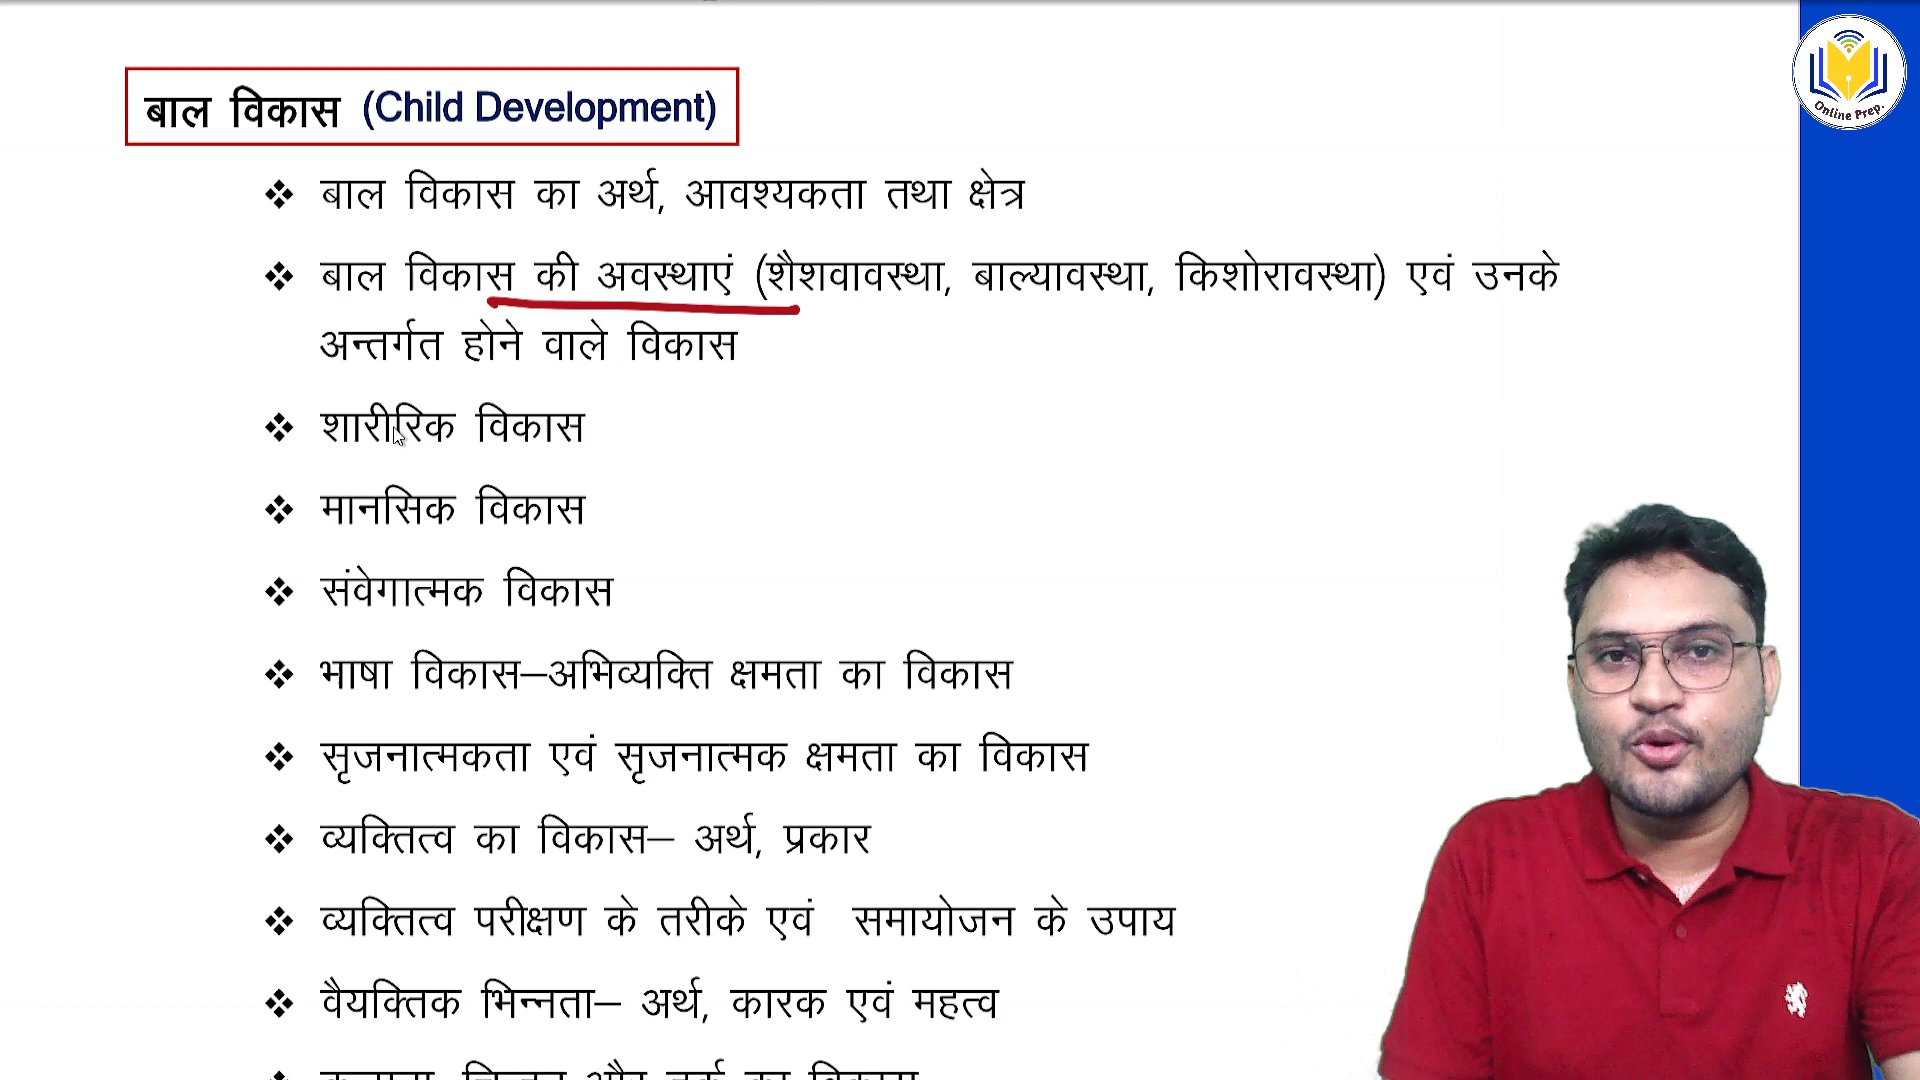 बाल विकास (Child Development)
Online Prep.
❖ बाल विकास का अर्थ, आवश्यकता तथा क्षेत्र
❖ बाल विकास की अवस्थाएं (शैशवावस्था, बाल्यावस्था, किशोरावस्था) एवं उनके
अन्तर्गत होने वाले विकास
❖ शारीरिक विकास
❖ मानसिक विकास
❖ संवेगात्मक विकास
❖ भाषा विकास–अभिव्यक्ति क्षमता का विकास
❖ सृजनात्मकता एवं सृजनात्मक क्षमता का विकास
❖ व्यक्तित्व का विकास– अर्थ, प्रकार
❖ व्यक्तित्व परीक्षण के तरीके एवं समायोजन के उपाय
❖ वैयक्तिक भिन्नता– अर्थ, कारक एवं महत्व